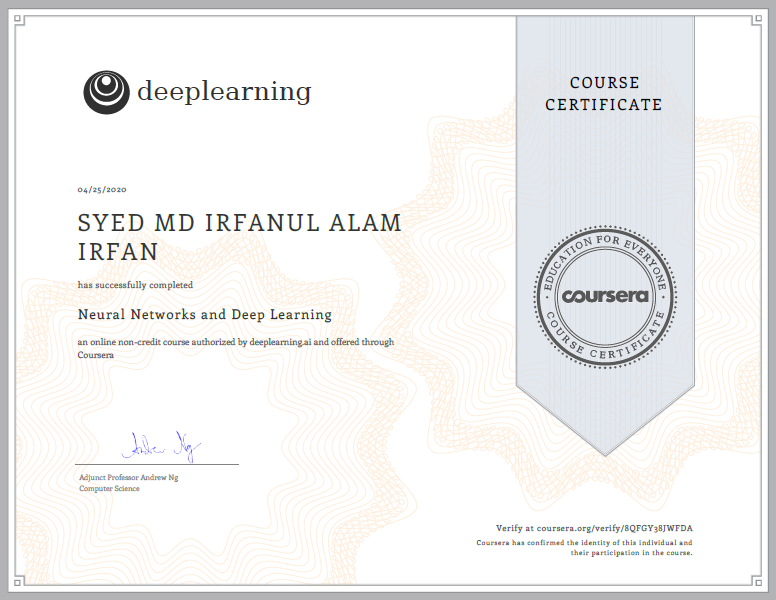 deeplearning
COURSE
CERTIFICATE
04/25/2020
SYED MD IRFANUL ALAM
IRFAN
has successfully completed
Neural Networks and Deep Learning
an online non-credit course authorized by deeplearning.ai and offered through
Coursera
EDUCATION FOR EVERYONE
coursera
COURSE CERTIFICATE
Andrew Ng
Adjunct Professor Andrew Ng
Computer Science
Verify at coursera.org/verify/8QFGY38JWFDA
Coursera has confirmed the identity of this individual and
their participation in the course.